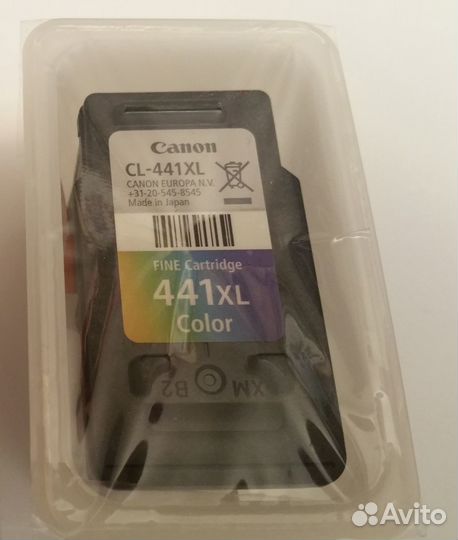 Canon
CL-441XL
CANON EUROPA N.V.
+31-20-545-8545
Made in Japan
FINE Cartridge
441XL
Color
XM B2
Avito